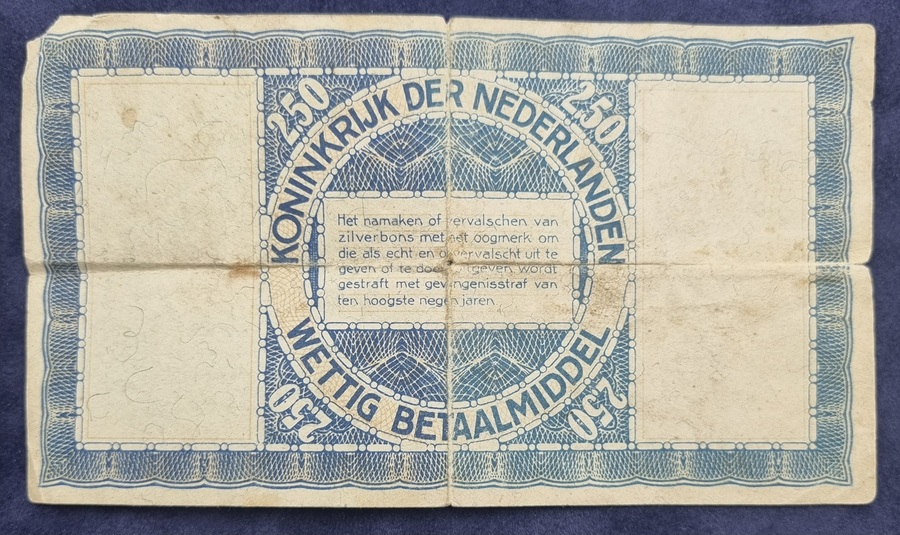 250
250
KONINKRIJK DER NEDERLANDEN
Het namaken of vervalschen van
zilverbons met het oogmerk om
die als echt en onvervalscht uit te
geven of te doen uitgeven wordt
gestraft met gevangenisstraf van
ten hoogste negen jaren.
WETTIG BETAALMIDDEL
250
250